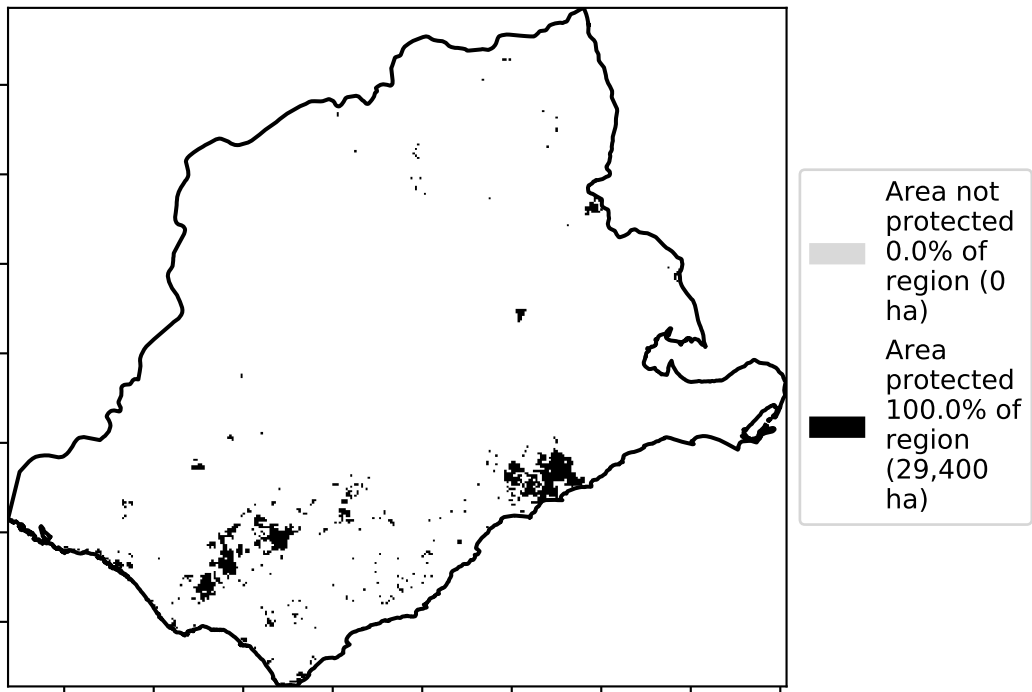 Area not
protected
0.0% of
region (0
ha)
Area
protected
100.0% of
region
(29,400
ha)